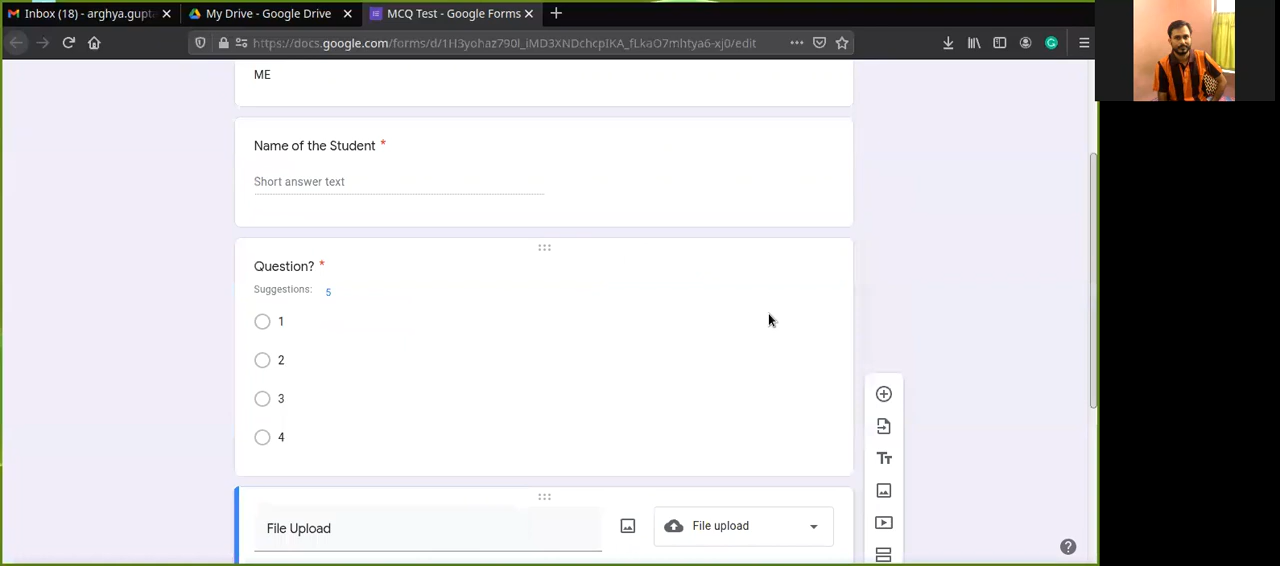 Inbox (18) - arghya.gupt
My Drive - Google Drive
MCQ Test - Google Forms
https://docs.google.com/forms/d/1H3yohaz790l_iMD3XNDchcpIKA_fLkaO7mhtya6-xj0/edit
ME
Name of the Student *
Short answer text
Question? *
Suggestions: 5
1
2
3
4
File Upload
File upload